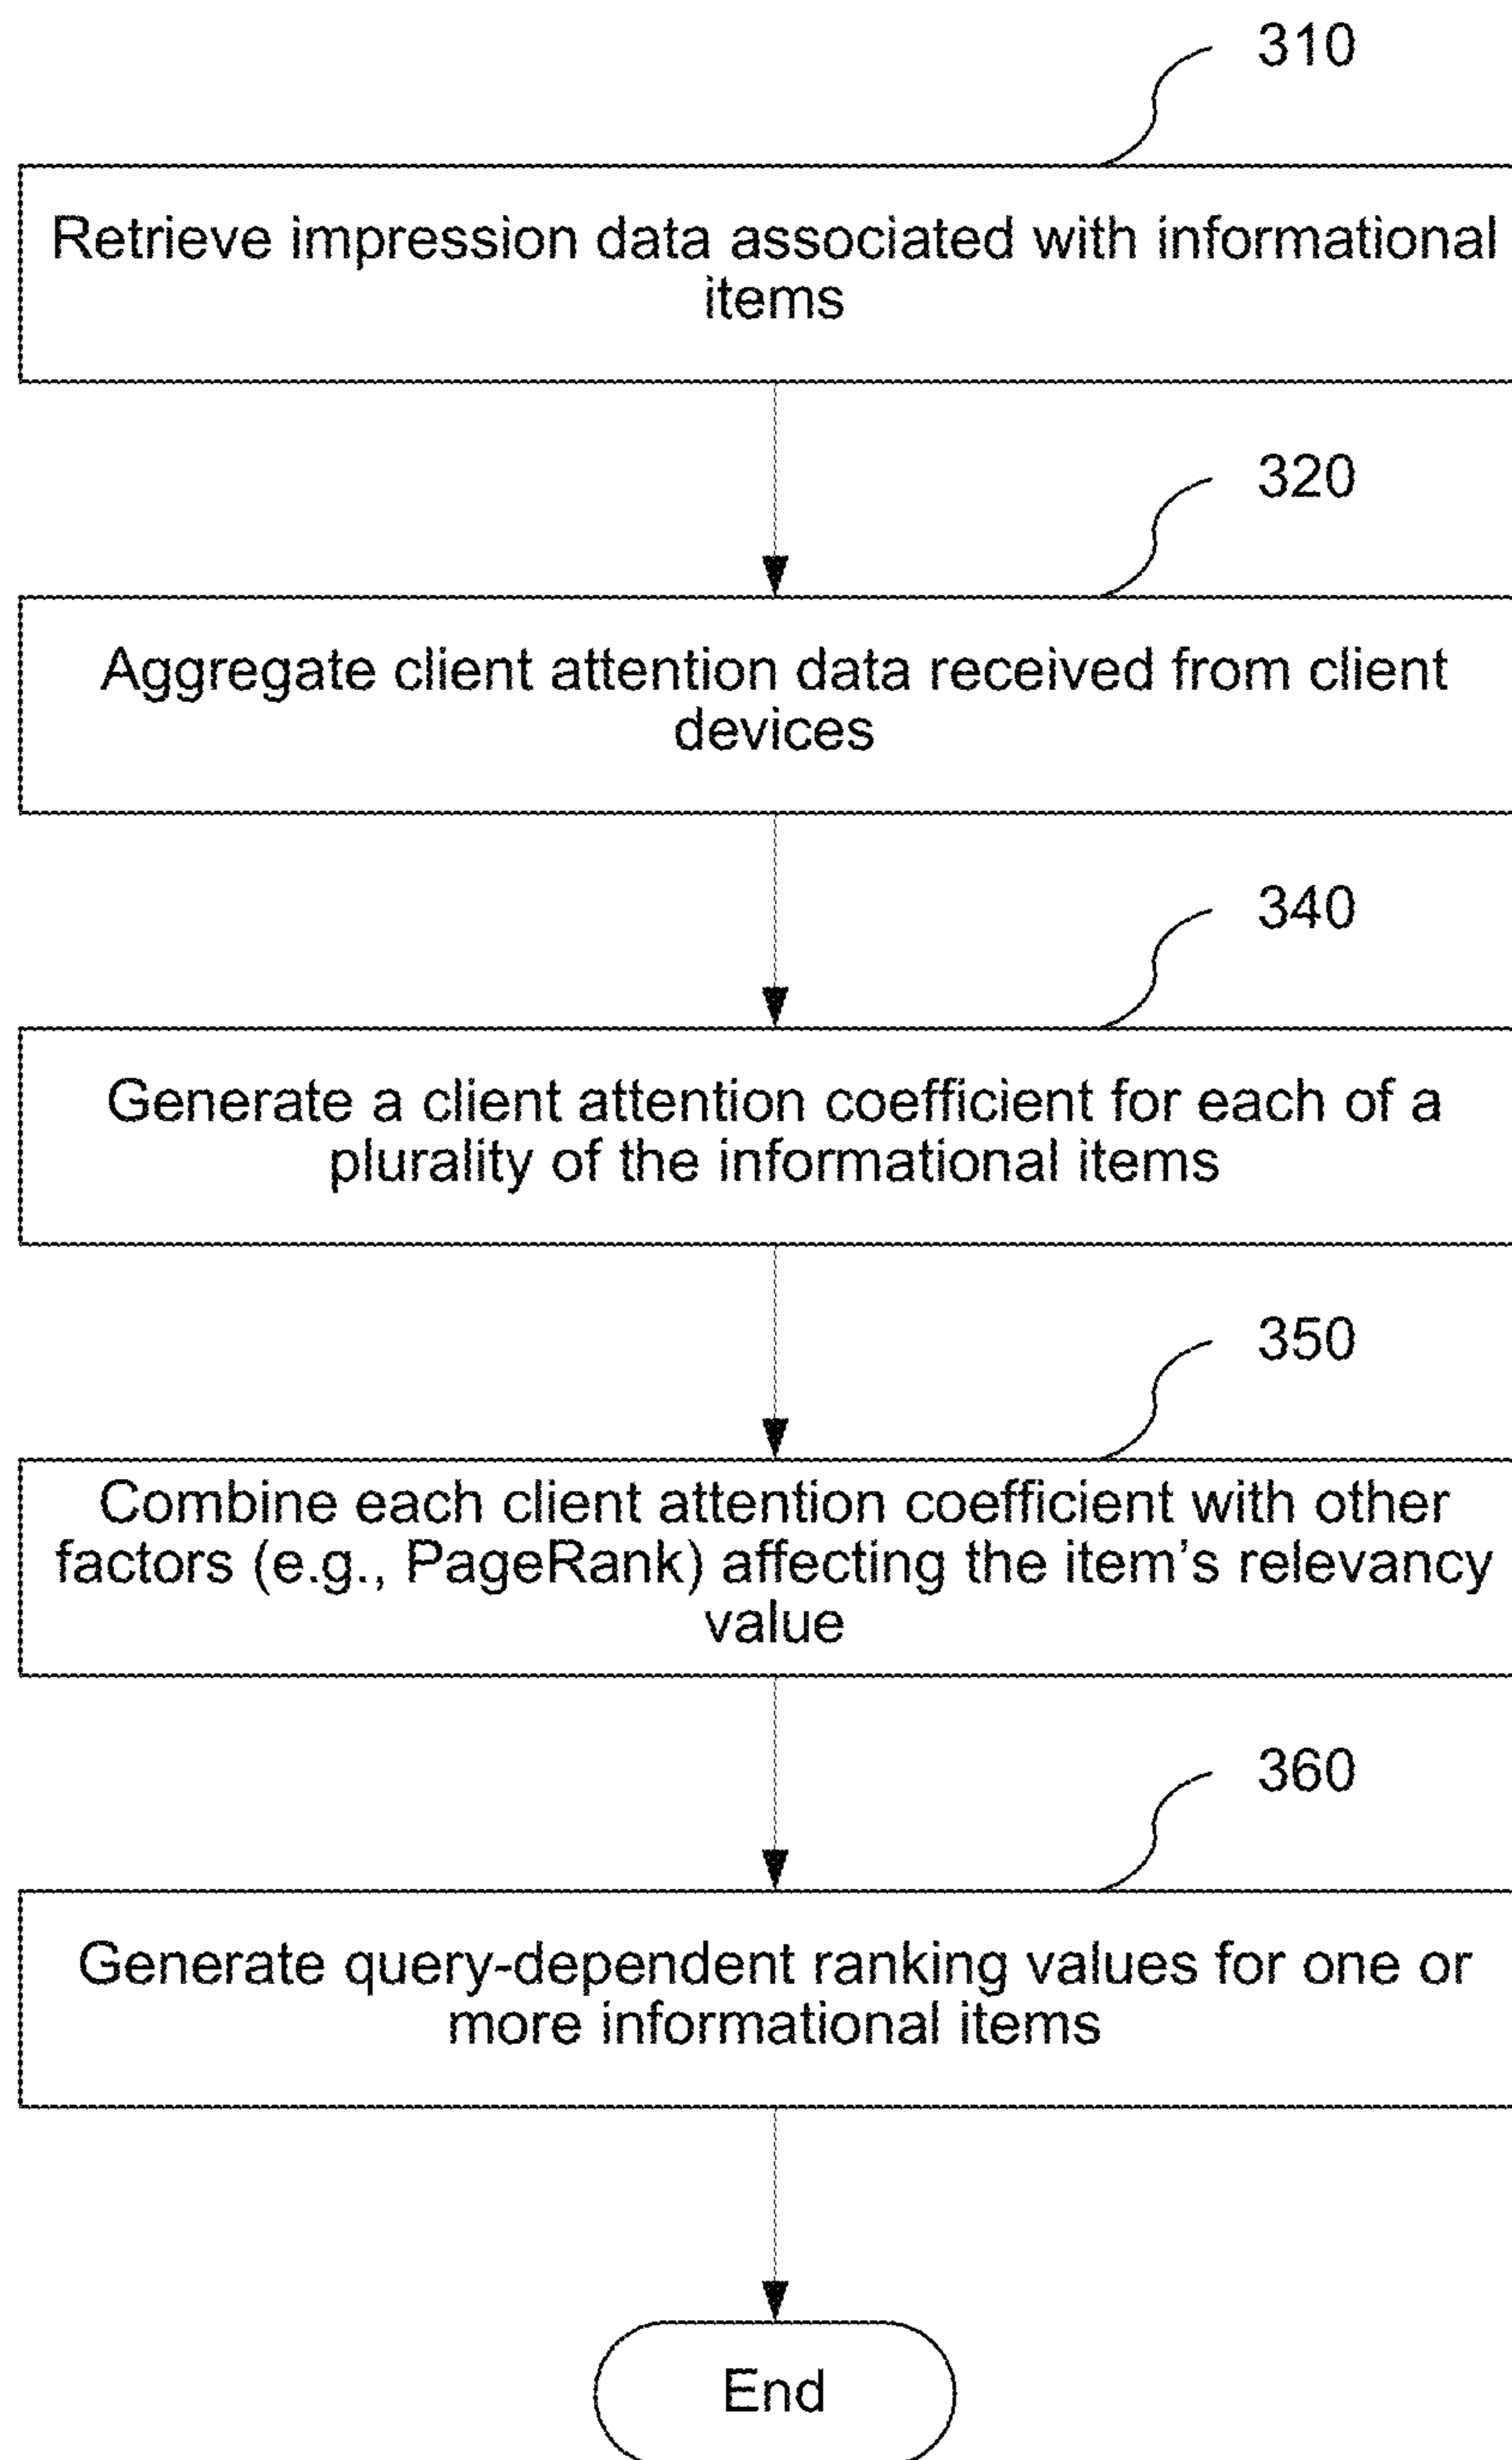 310
Retrieve impression data associated with informational
items
320
Aggregate client attention data received from client
devices
340
Generate a client attention coefficient for each of a
plurality of the informational items
350
Combine each client attention coefficient with other
factors (e.g., PageRank) affecting the item's relevancy
value
360
Generate query-dependent ranking values for one or
more informational items
End